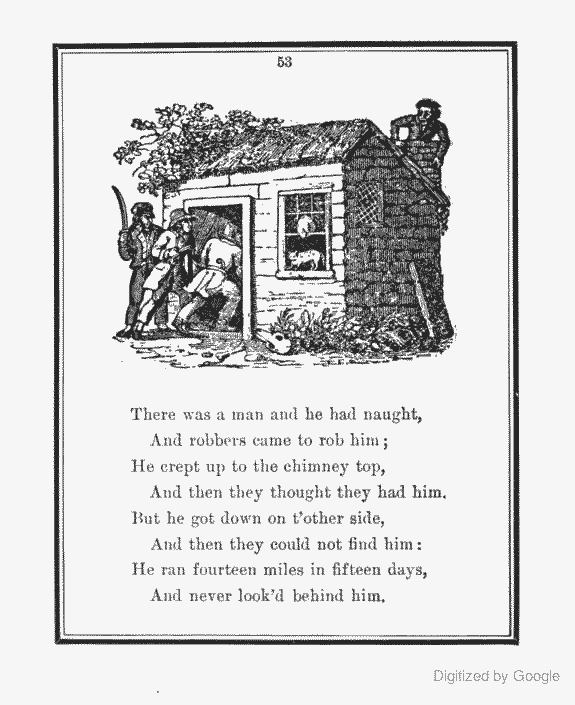 53
There was a man and he had naught,
And robbers came to rob him ;
He crept up to the chimney top,
And then they thought they had him.
But he got down on t'other side,
And then they could not find him :
He ran fourteen miles in fifteen days,
And never look'd behind him.
Digitized by Google